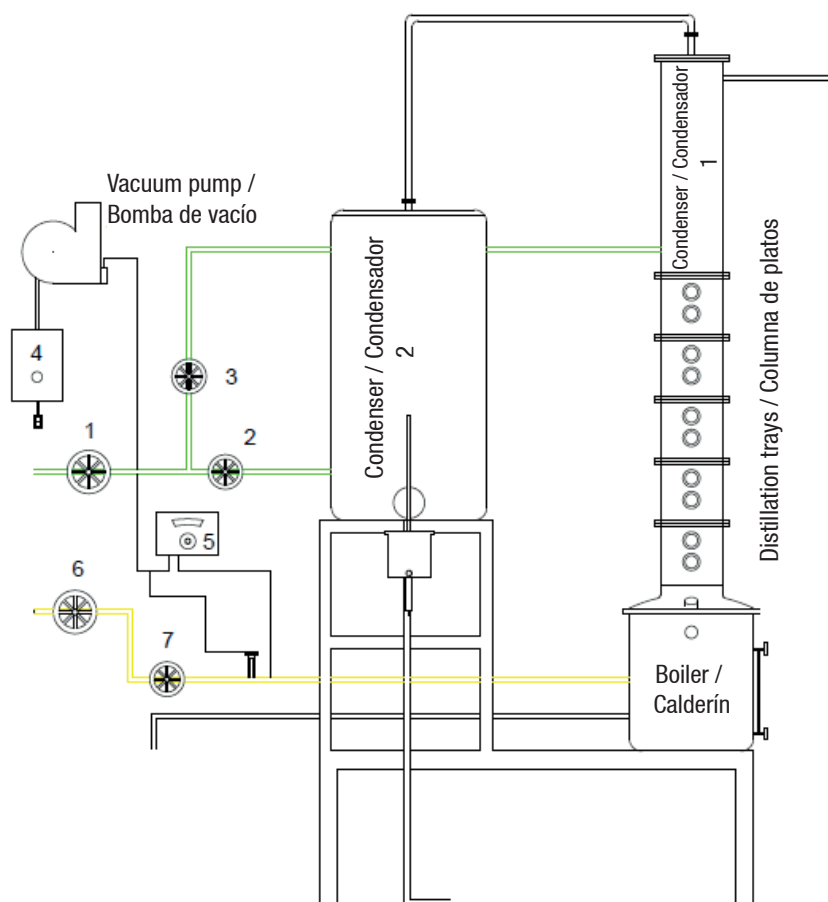 Condenser / Condensador
1
Vacuum pump /
Bomba de vacío
Condenser / Condensador
2
Distillation trays / Columna de platos
4
3
1
2
5
6
7
Boiler /
Calderín